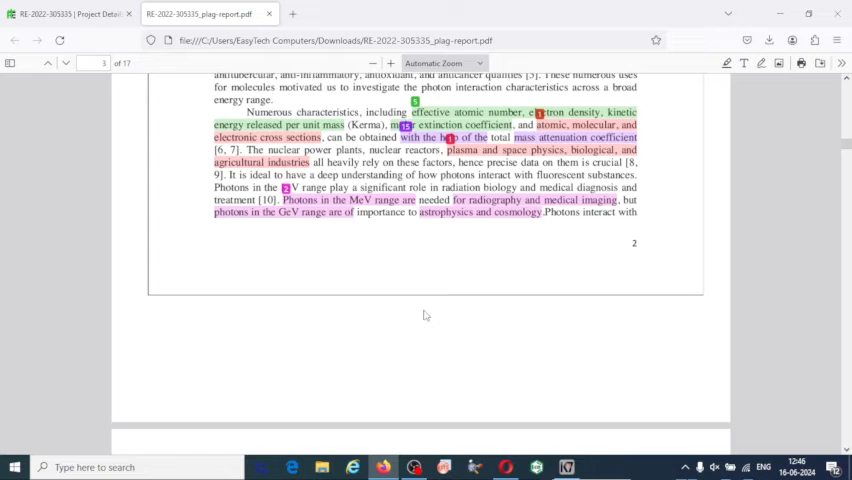 RE-2022-305335 | Project Detail
RE-2022-305335_plag-report.pdf
file:///C:/Users/EasyTech Computers/Downloads/RE-2022-305335_plag-report.pdf
3 of 17
Automatic Zoom
antitubercular, anti-inflammatory, antioxidant, and anticancer qualities [5]. These numerous uses
for molecules motivated us to investigate the photon interaction characteristics across a broad
energy range.
5
Numerous characteristics, including effective atomic number, electron density, kinetic
1
energy released per unit mass (Kerma), extinction coefficient, and atomic, molecular, and
15
electronic cross sections, can be obtained with the help of the total mass attenuation coefficient
1
[6, 7]. The nuclear power plants, nuclear reactors, plasma and space physics, biological, and
agricultural industries all heavily rely on these factors, hence precise data on them is crucial [8,
9]. It is ideal to have a deep understanding of how photons interact with fluorescent substances.
Photons in the V range play a significant role in radiation biology and medical diagnosis and
2
treatment [10]. Photons in the MeV range are needed for radiography and medical imaging, but
photons in the GeV range are of importance to astrophysics and cosmology.Photons interact with
2
Type here to search
K7
ENG
12:46
16-06-2024
12